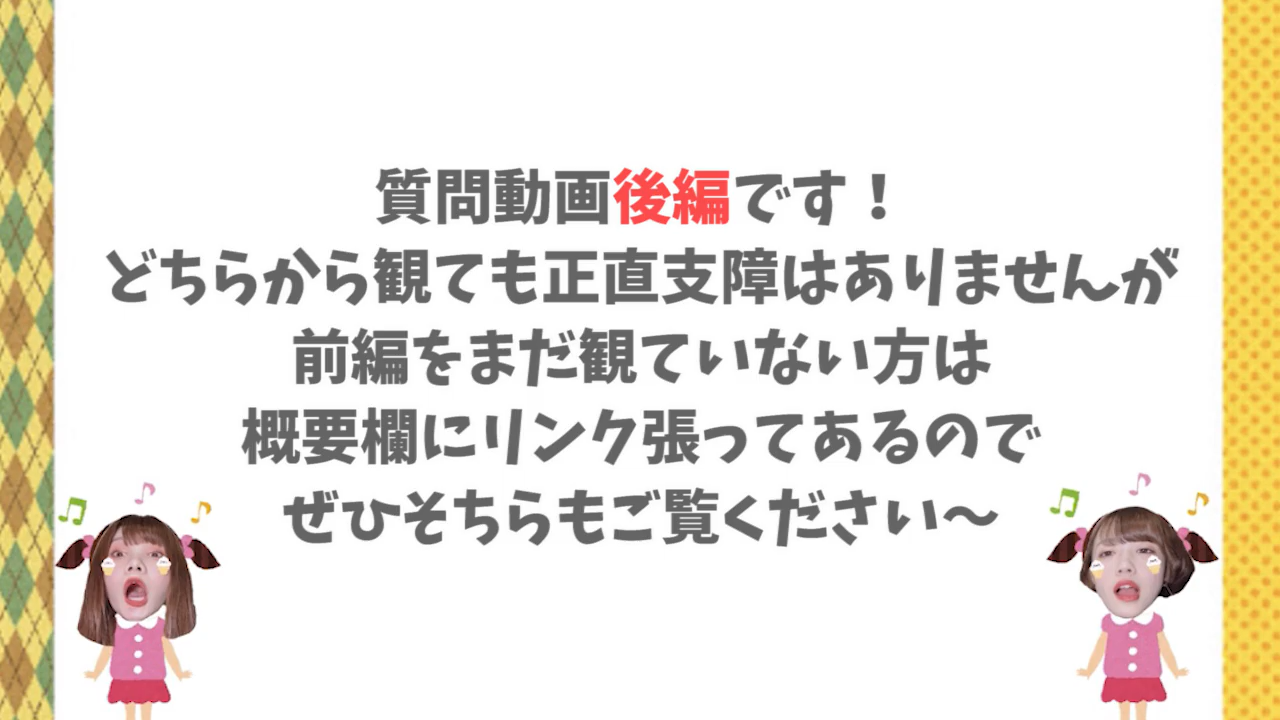 質問動画後編です！
どちらから観ても正直支障はありませんが
前編をまだ観ていない方は
概要欄にリンク張ってあるので
ぜひそちらもご覧ください〜